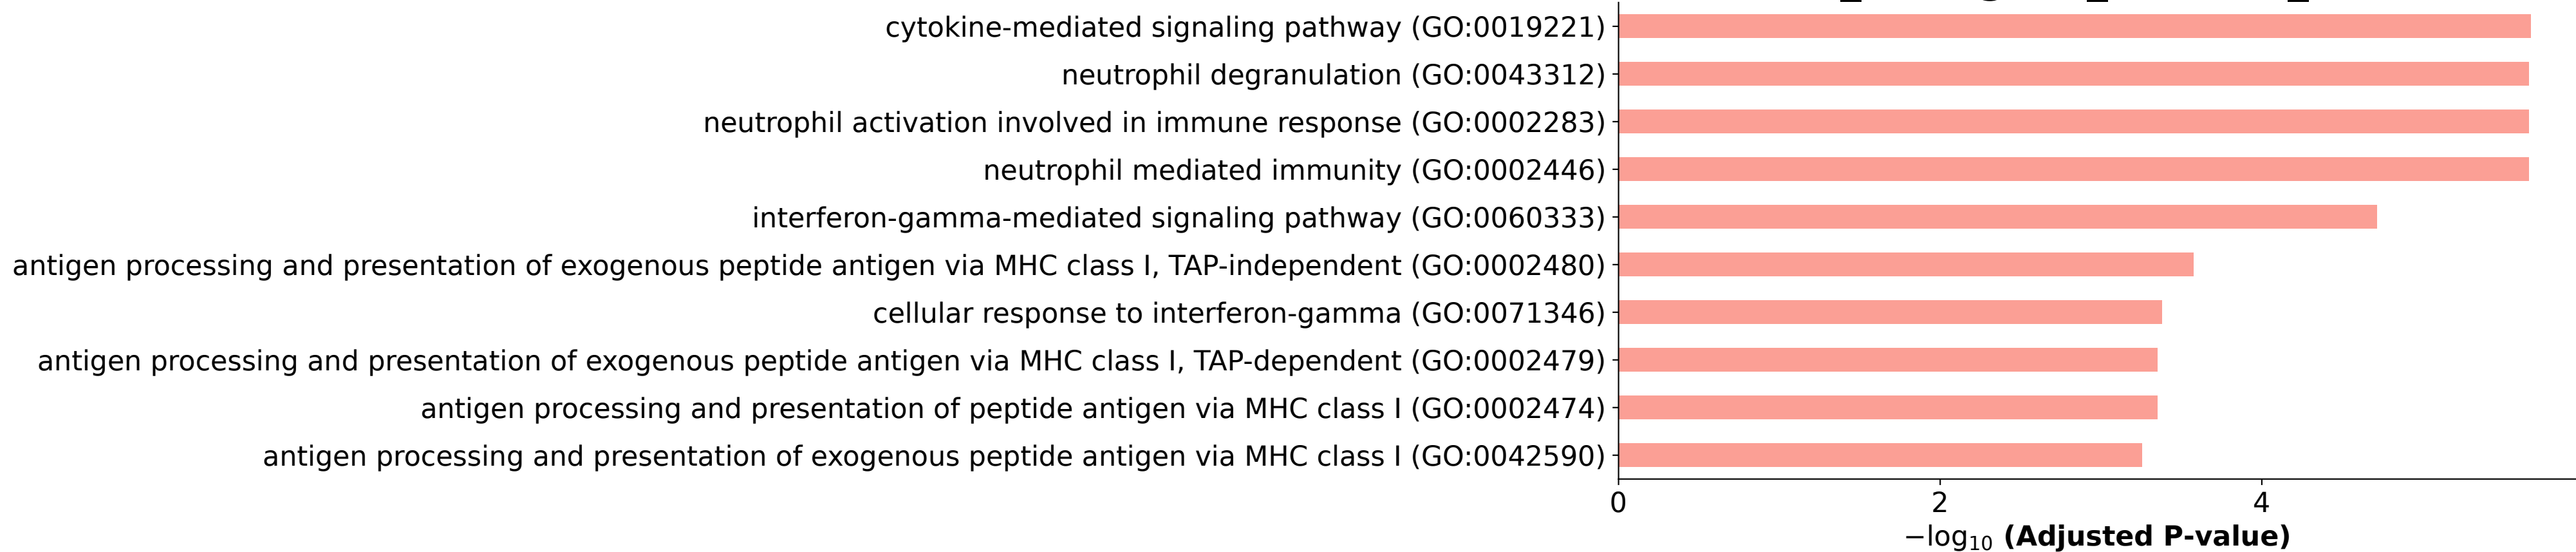 cytokine-mediated signaling pathway (GO:0019221)
neutrophil degranulation (GO:0043312)
neutrophil activation involved in immune response (GO:0002283)
neutrophil mediated immunity (GO:0002446)
interferon-gamma-mediated signaling pathway (GO:0060333)
antigen processing and presentation of exogenous peptide antigen via MHC class I, TAP-independent (GO:0002480)
cellular response to interferon-gamma (GO:0071346)
antigen processing and presentation of exogenous peptide antigen via MHC class I, TAP-dependent (GO:0002479)
antigen processing and presentation of peptide antigen via MHC class I (GO:0002474)
antigen processing and presentation of exogenous peptide antigen via MHC class I (GO:0042590)
0 2 4
−log₁₀ (Adjusted P-value)